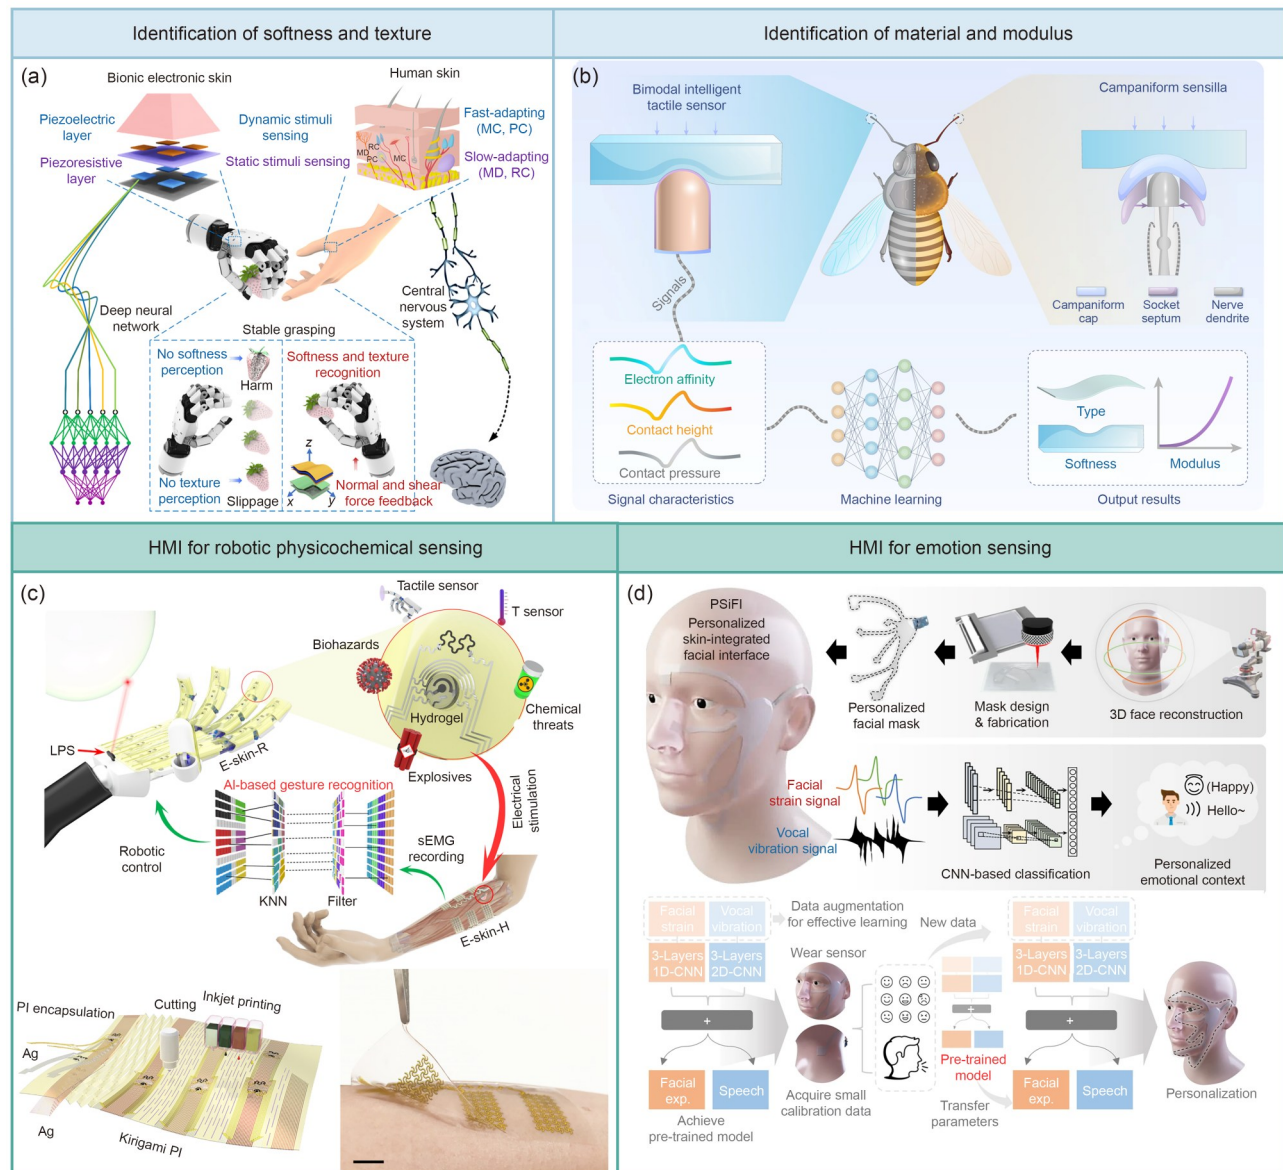 Identification of softness and texture
Identification of material and modulus
(a)
Bionic electronic skin
Human skin
Piezoelectric
layer
Dynamic stimuli
sensing
Fast-adapting
(MC, PC)
Piezoresistive
layer
Static stimuli sensing
Slow-adapting
(MD, RC)
RC
MD
PC
MC
Deep neural
network
Central
nervous
system
Stable grasping
No softness
perception
Harm
Softness and texture
recognition
No texture
perception
Slippage
z
x
y
Normal and shear
force feedback
(b)
Bimodal intelligent
tactile sensor
Campaniform sensilla
Signals
Campaniform
cap
Socket
septum
Nerve
dendrite
Electron affinity
Contact height
Contact pressure
Signal characteristics
Machine learning
Type
Softness
Modulus
Output results
HMI for robotic physicochemical sensing
HMI for emotion sensing
(c)
Tactile sensor
T sensor
Biohazards
Hydrogel
Chemical
threats
LPS
E-skin-R
Explosives
AI-based gesture recognition
Electrical
stimulation
Robotic
control
sEMG
recording
KNN
Filter
E-skin-H
PI encapsulation
Cutting
Inkjet printing
Ag
Ag
Kirigami PI
(d)
PSiFI
Personalized
skin-integrated
facial interface
Personalized
facial mask
Mask design
& fabrication
3D face reconstruction
Facial
strain signal
Vocal
vibration signal
CNN-based classification
(Happy)
Hello~
Personalized
emotional context
Facial
strain
Vocal
vibration
Data augmentation
for effective learning
New data
Facial
strain
Vocal
vibration
3-Layers
1D-CNN
3-Layers
2D-CNN
Wear sensor
3-Layers
1D-CNN
3-Layers
2D-CNN
+
+
+
Pre-trained
model
Facial
exp.
Speech
Acquire small
calibration data
Facial
exp.
Speech
Personalization
Achieve
pre-trained model
Transfer
parameters